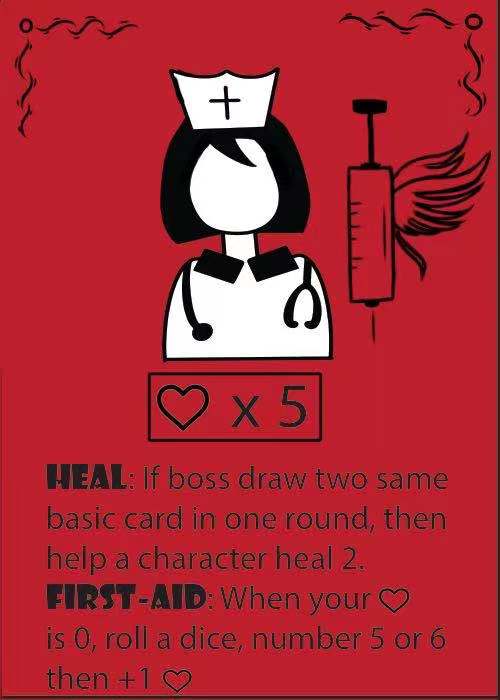 ♡ x 5
HEAL: If boss draw two same
basic card in one round, then
help a character heal 2.
FIRST-AID: When your ♡
is 0, roll a dice, number 5 or 6
then +1 ♡